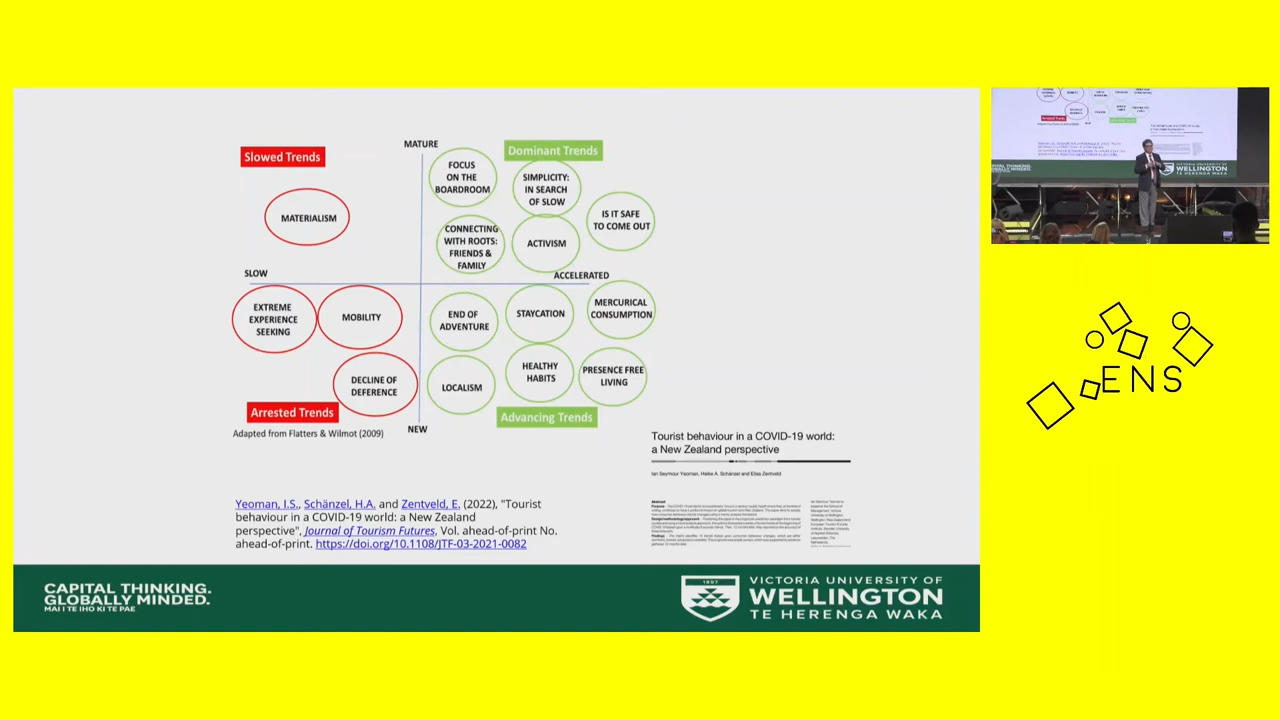 Slowed Trends
MATURE
Dominant Trends
FOCUS
ON THE
BOARDROOM
SIMPLICITY:
IN SEARCH
OF SLOW
MATERIALISM
IS IT SAFE
TO COME OUT
CONNECTING
WITH ROOTS:
FRIENDS &
FAMILY
ACTIVISM
SLOW
ACCELERATED
EXTREME
EXPERIENCE
SEEKING
MOBILITY
END OF
ADVENTURE
STAYCATION
MERCURICAL
CONSUMPTION
DECLINE OF
DEFERENCE
LOCALISM
HEALTHY
HABITS
PRESENCE FREE
LIVING
Arrested Trends
Advancing Trends
NEW
Adapted from Flatters & Wilmot (2009)
Tourist behaviour in a COVID-19 world:
a New Zealand perspective
Ian Seymour Yeoman, Heike A. Schänzel and Elisa Zentveld
Yeoman, I.S., Schänzel, H.A. and Zentveld, E. (2022), "Tourist
behaviour in a COVID-19 world: a New Zealand
perspective", Journal of Tourism Futures, Vol. ahead-of-print No.
ahead-of-print. https://doi.org/10.1108/JTF-03-2021-0082
CAPITAL THINKING.
GLOBALLY MINDED.
MAI I TE IHO KI TE PAE
1897
VICTORIA UNIVERSITY OF
WELLINGTON
TE HERENGA WAKA
ENS